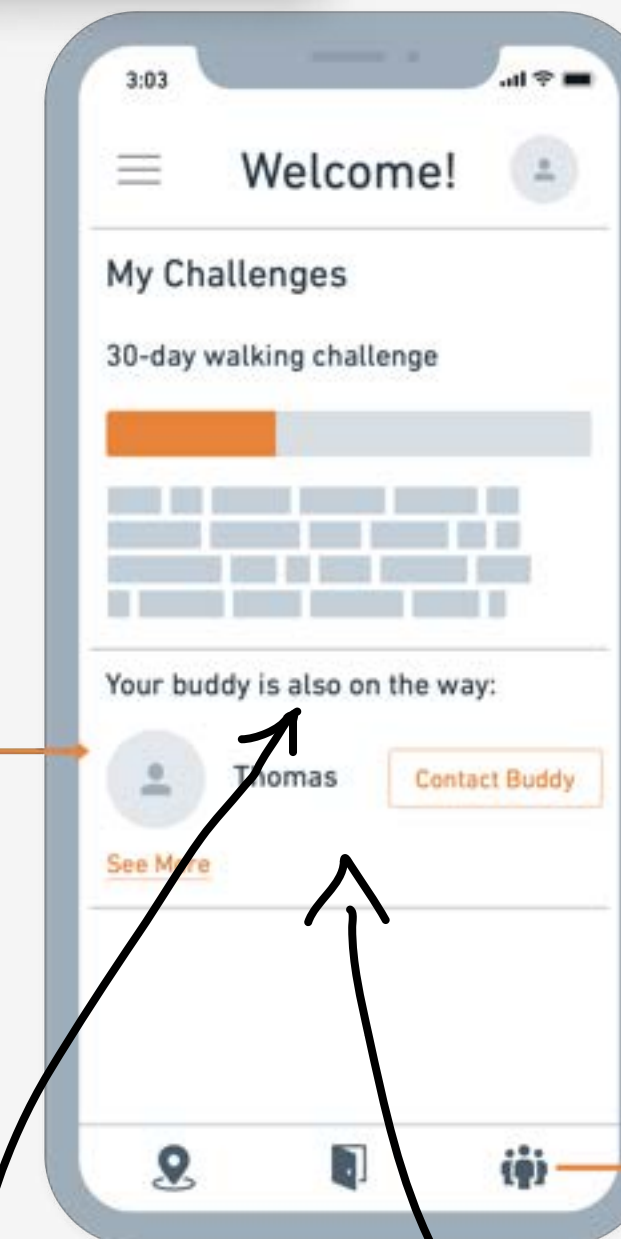 3:03
Welcome!
My Challenges
30-day walking challenge
Your buddy is also on the way:
Thomas
Contact Buddy
See More